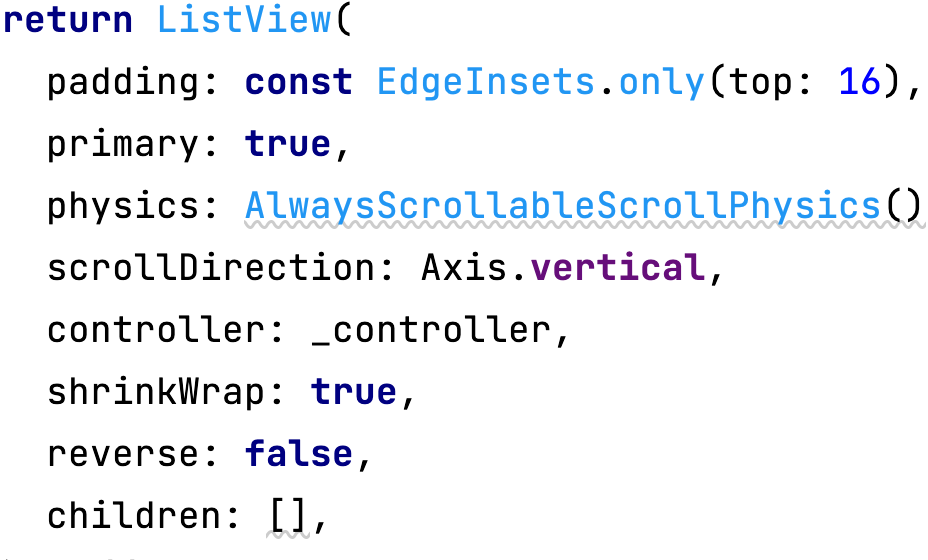 return ListView(
padding: const EdgeInsets.only(top: 16),
primary: true,
physics: AlwaysScrollableScrollPhysics()
scrollDirection: Axis.vertical,
controller: _controller,
shrinkWrap: true,
reverse: false,
children: [],